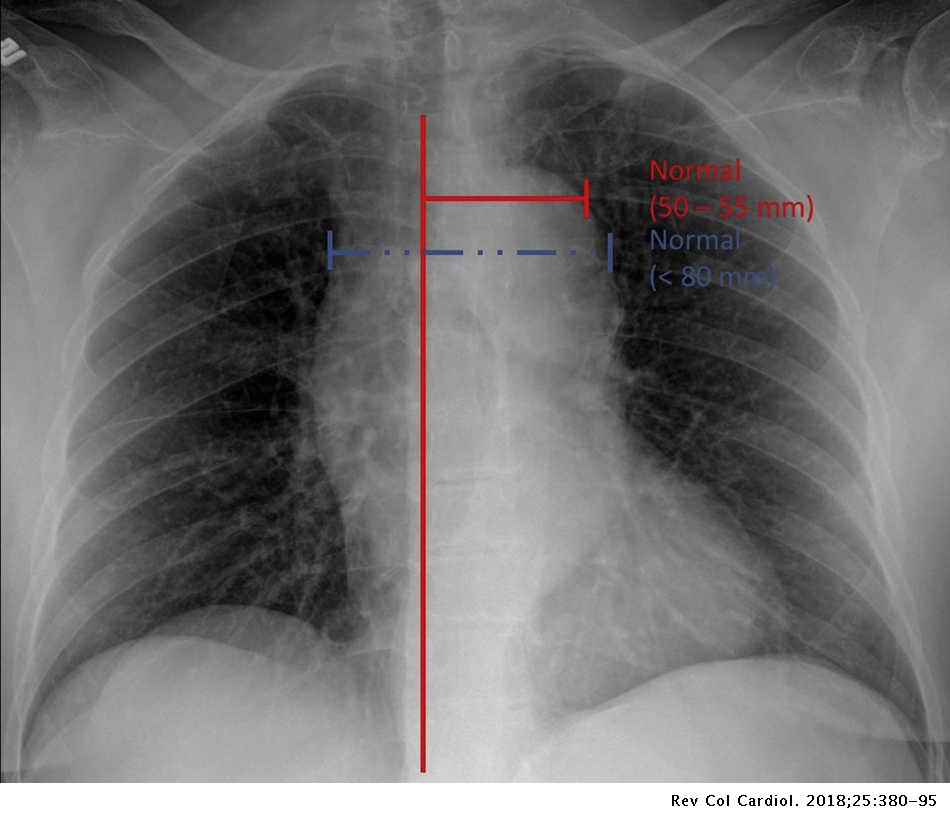 Normal
(50 – 55 mm)
Normal
(< 80 mm)
Rev Col Cardiol. 2018;25:380–95